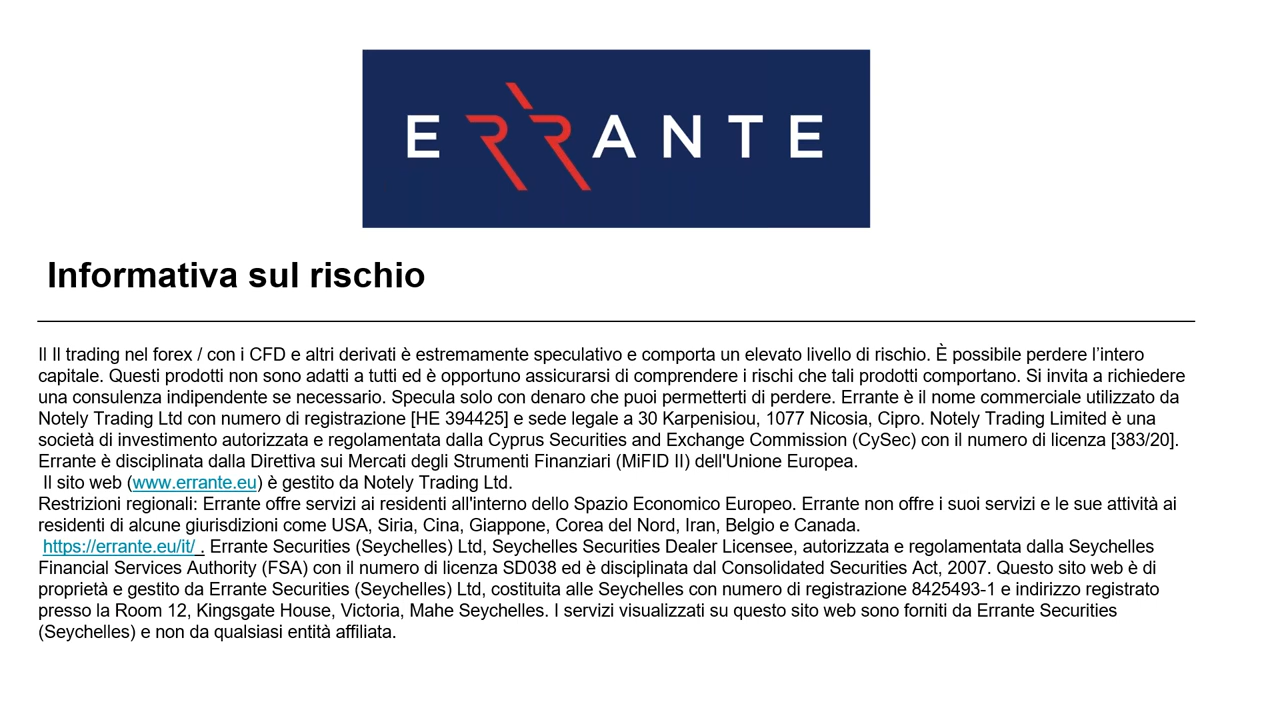 ERRANTE
Informativa sul rischio
Il Il trading nel forex / con i CFD e altri derivati è estremamente speculativo e comporta un elevato livello di rischio. È possibile perdere l’intero
capitale. Questi prodotti non sono adatti a tutti ed è opportuno assicurarsi di comprendere i rischi che tali prodotti comportano. Si invita a richiedere
una consulenza indipendente se necessario. Specula solo con denaro che puoi permetterti di perdere. Errante è il nome commerciale utilizzato da
Notely Trading Ltd con numero di registrazione [HE 394425] e sede legale a 30 Karpenisiou, 1077 Nicosia, Cipro. Notely Trading Limited è una
società di investimento autorizzata e regolamentata dalla Cyprus Securities and Exchange Commission (CySec) con il numero di licenza [383/20].
Errante è disciplinata dalla Direttiva sui Mercati degli Strumenti Finanziari (MiFID II) dell'Unione Europea.
Il sito web (www.errante.eu) è gestito da Notely Trading Ltd.
Restrizioni regionali: Errante offre servizi ai residenti all'interno dello Spazio Economico Europeo. Errante non offre i suoi servizi e le sue attività ai
residenti di alcune giurisdizioni come USA, Siria, Cina, Giappone, Corea del Nord, Iran, Belgio e Canada.
https://errante.eu/it/ . Errante Securities (Seychelles) Ltd, Seychelles Securities Dealer Licensee, autorizzata e regolamentata dalla Seychelles
Financial Services Authority (FSA) con il numero di licenza SD038 ed è disciplinata dal Consolidated Securities Act, 2007. Questo sito web è di
proprietà e gestito da Errante Securities (Seychelles) Ltd, costituita alle Seychelles con numero di registrazione 8425493-1 e indirizzo registrato
presso la Room 12, Kingsgate House, Victoria, Mahe Seychelles. I servizi visualizzati su questo sito web sono forniti da Errante Securities
(Seychelles) e non da qualsiasi entità affiliata.